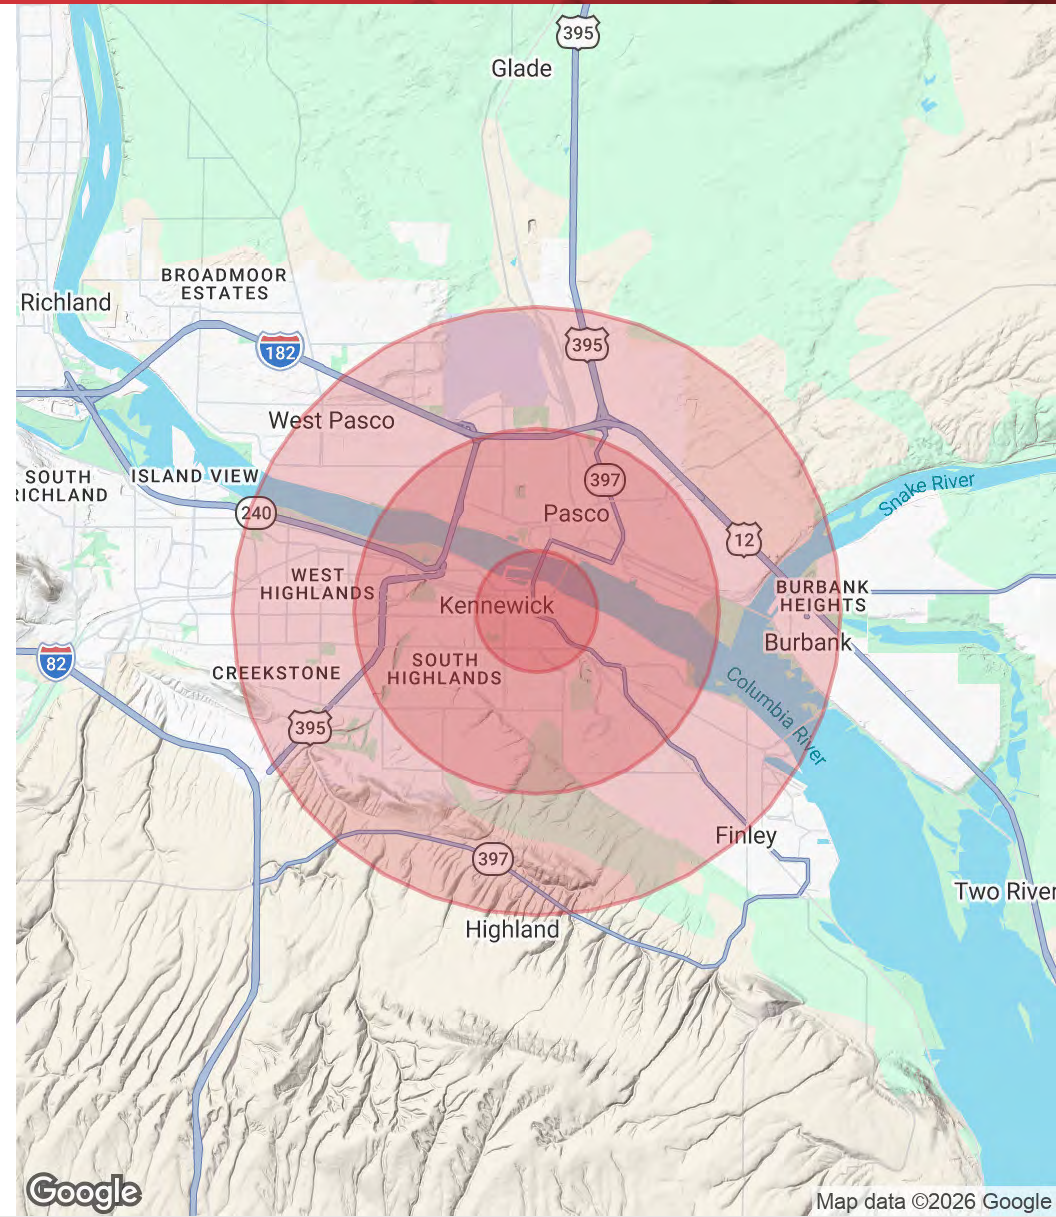 395
Glade
BROADMOOR
ESTATES
Richland
395
182
West Pasco
ISLAND VIEW
SOUTH
RICHLAND
397
Snake River
240
Pasco
12
WEST
HIGHLANDS
BURBANK
HEIGHTS
Kennewick
Burbank
82
CREEKSTONE
SOUTH
HIGHLANDS
Columbia River
395
Finley
397
Two River
Highland
Google
Map data ©2026 Google